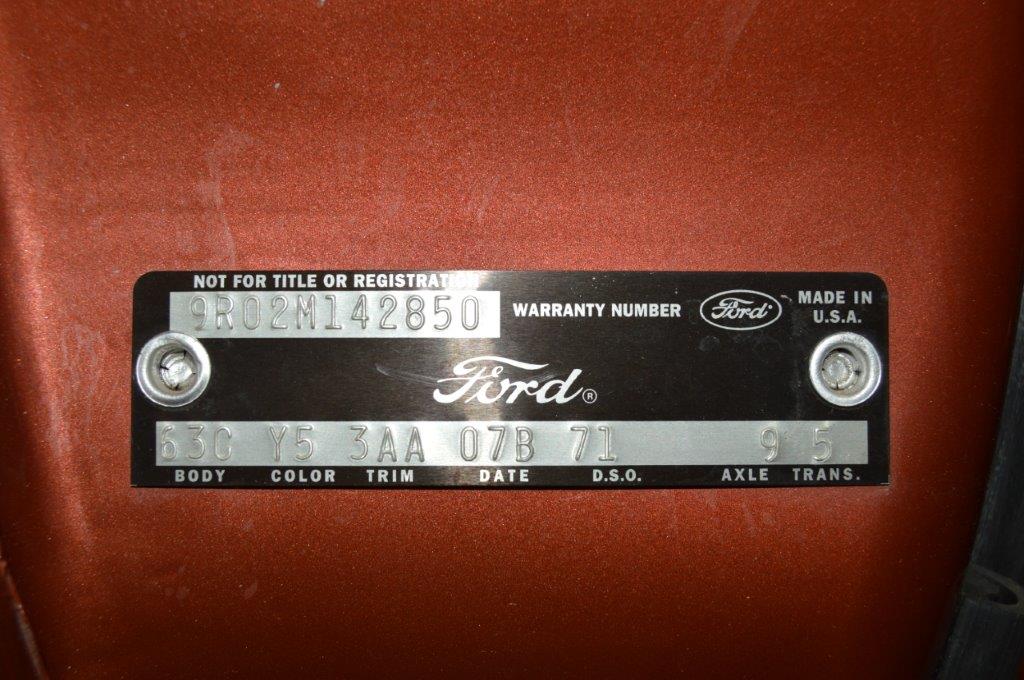 NOT FOR TITLE OR REGISTRATION
9R02M142850 WARRANTY NUMBER Ford MADE IN
U.S.A.
Ford®
63C Y5 3AA 07B 71 9 5
BODY COLOR TRIM DATE D.S.O. AXLE TRANS.